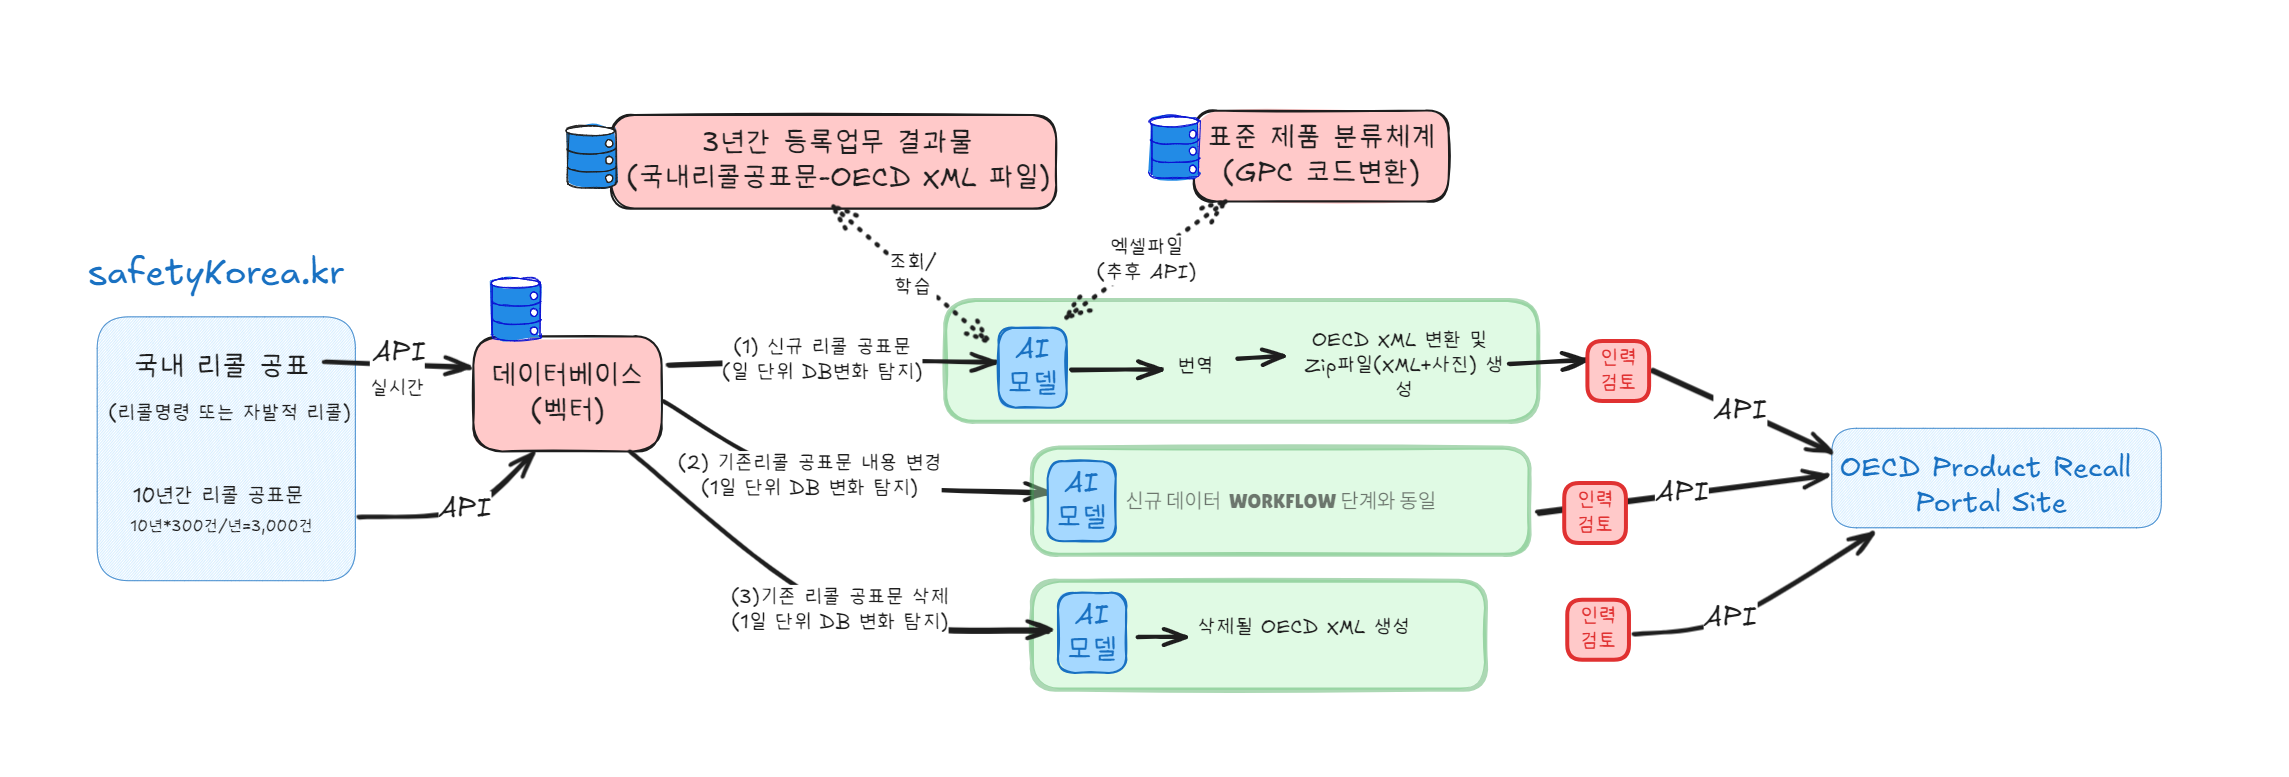 3년간 등록업무 결과물
(국내리콜공표문-OECD XML 파일)
표준 제품 분류체계
(GPC 코드변환)
조회/
학습
엑셀파일
(추후 API)
safetyKorea.kr
국내 리콜 공표
(리콜명령 또는 자발적 리콜)
10년간 리콜 공표문
10년*300건/년=3,000건
API
실시간
API
데이터베이스
(벡터)
(1) 신규 리콜 공표문
(일 단위 DB변화 탐지)
AI
모델
번역
OECD XML 변환 및
Zip파일(XML+사진) 생
성
인력
검토
API
(2) 기존리콜 공표문 내용 변경
(1일 단위 DB 변화 탐지)
AI
모델
신규 데이터 WORKFLOW 단계와 동일
인력
검토
API
(3)기존 리콜 공표문 삭제
(1일 단위 DB 변화 탐지)
AI
모델
삭제될 OECD XML 생성
인력
검토
API
OECD Product Recall
Portal Site